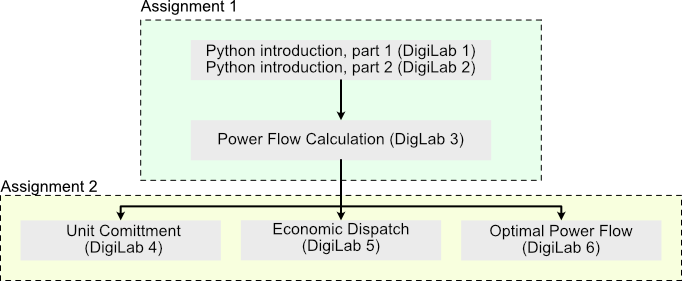 Assignment 1
Python introduction, part 1 (DigiLab 1)
Python introduction, part 2 (DigiLab 2)
Power Flow Calculation (DigLab 3)
Assignment 2
Unit Comittment
(DigiLab 4)
Economic Dispatch
(DigiLab 5)
Optimal Power Flow
(DigiLab 6)